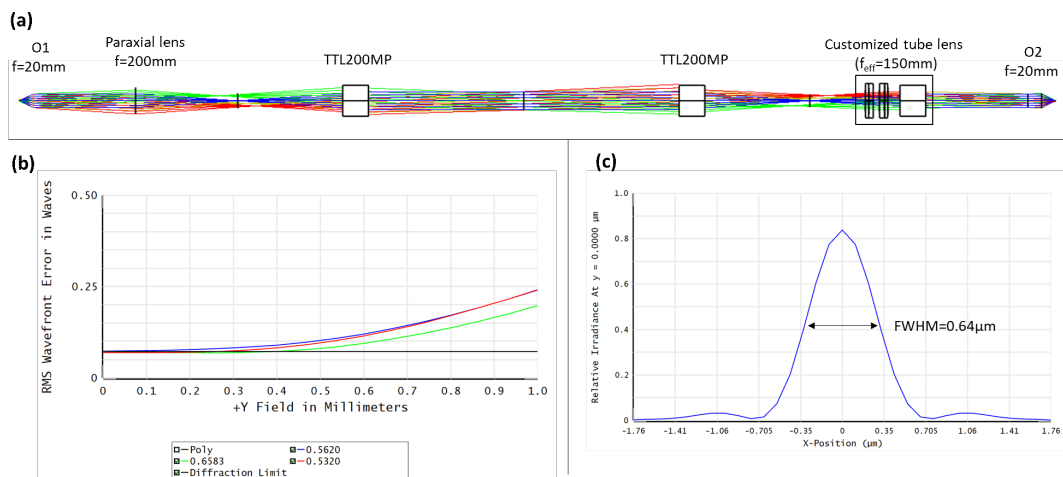 (a)
O1
f=20mm
Paraxial lens
f=200mm
TTL200MP
TTL200MP
Customized tube lens
(feff=150mm)
O2
f=20mm
(b)
RMS Wavefront Error in Waves
0.50
0.25
0
0 0.1 0.2 0.3 0.4 0.5 0.6 0.7 0.8 0.9 1.0
+Y Field in Millimeters
Poly 0.5620
0.6583 0.5320
Diffraction Limit
(c)
Relative Irradiance At y = 0.0000 µm
1.0
0.8
0.6
0.4
0.2
0
FWHM=0.64µm
-1.76 -1.41 -1.06 -0.705 -0.35 0 0.35 0.705 1.06 1.41 1.76
X-Position (µm)